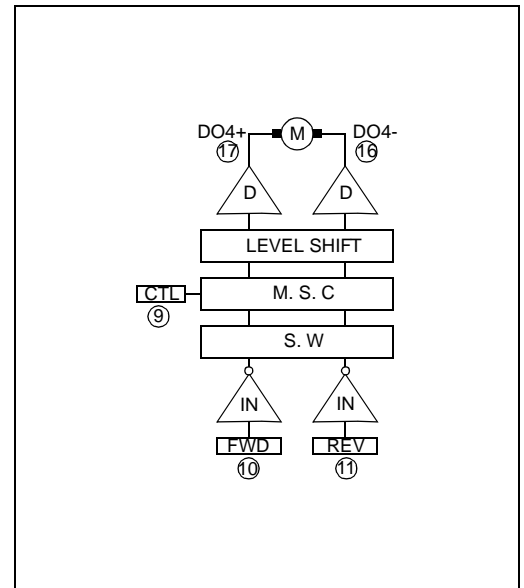 DO4+ M DO4-
17 16
D D
LEVEL SHIFT
CTL M. S. C
9
S. W
IN IN
FWD REV
10 11